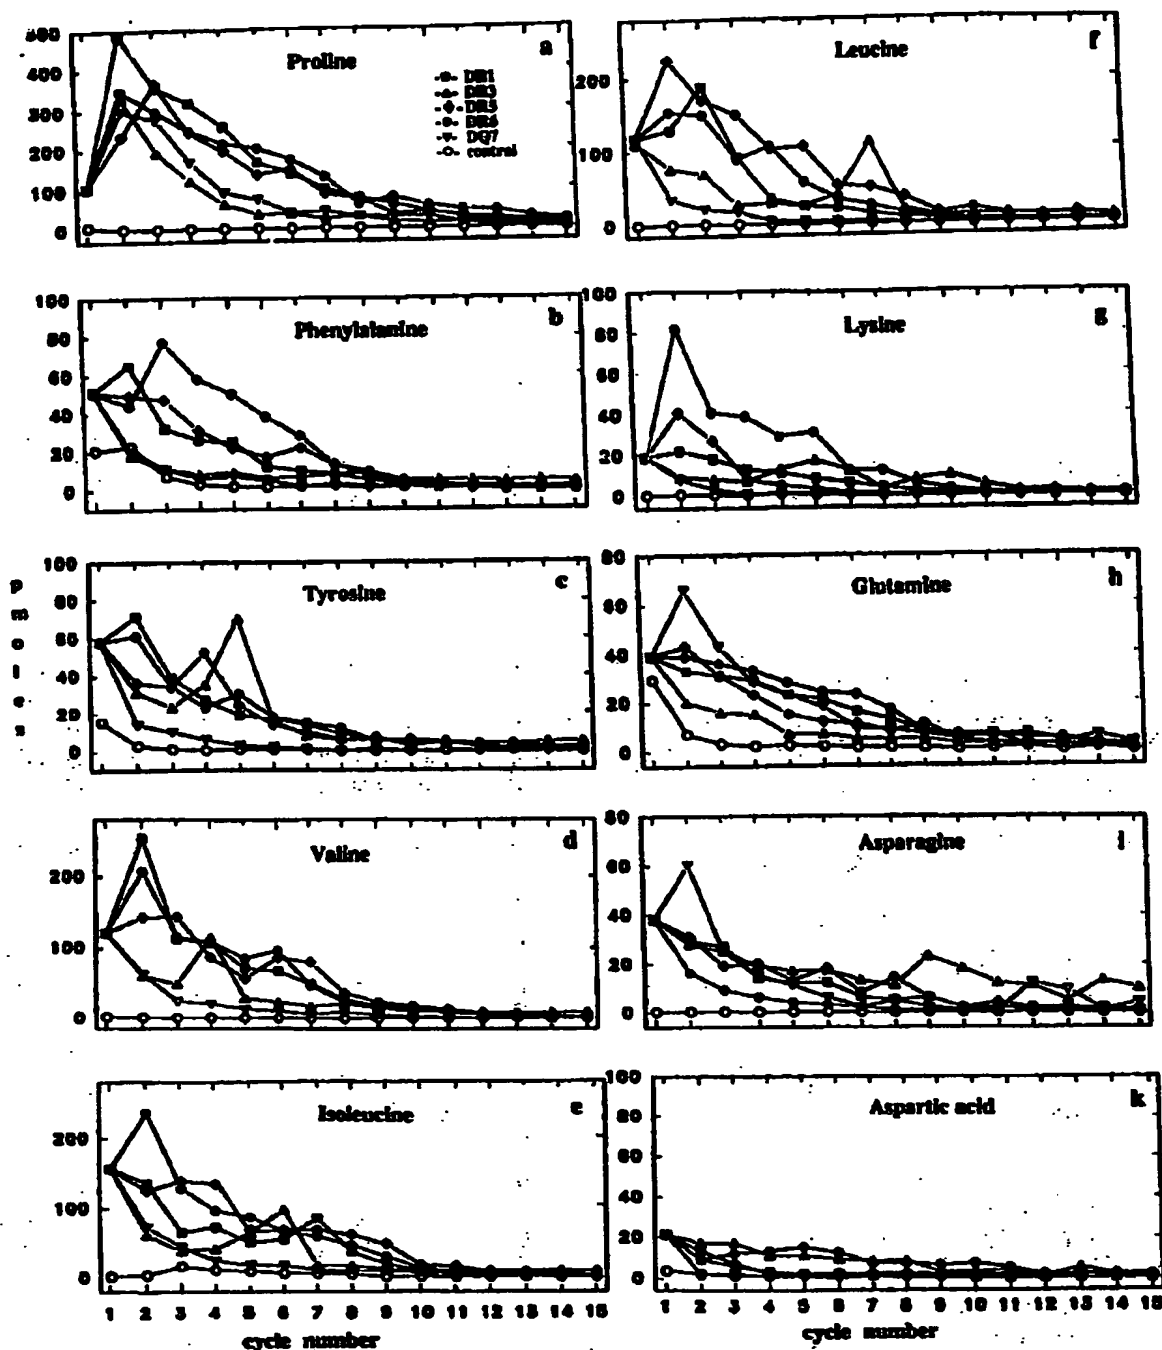 Proline
a
500
400
300
200
100
0
DR1
DR3
DR5
DR6
DQ7
control
Leucine
f
200
100
0
Phenylalanine
b
100
80
60
40
20
0
Lysine
g
100
80
60
40
20
0
Tyrosine
c
100
80
60
40
20
0
pmoles
Glutamine
h
80
60
40
20
0
Valine
d
200
100
0
Asparagine
i
80
60
40
20
0
Isoleucine
e
200
100
0
1 2 3 4 5 6 7 8 9 10 11 12 13 14 15
cycle number
Aspartic acid
k
100
80
60
40
20
0
1 2 3 4 5 6 7 8 9 10 11 12 13 14 15
cycle number